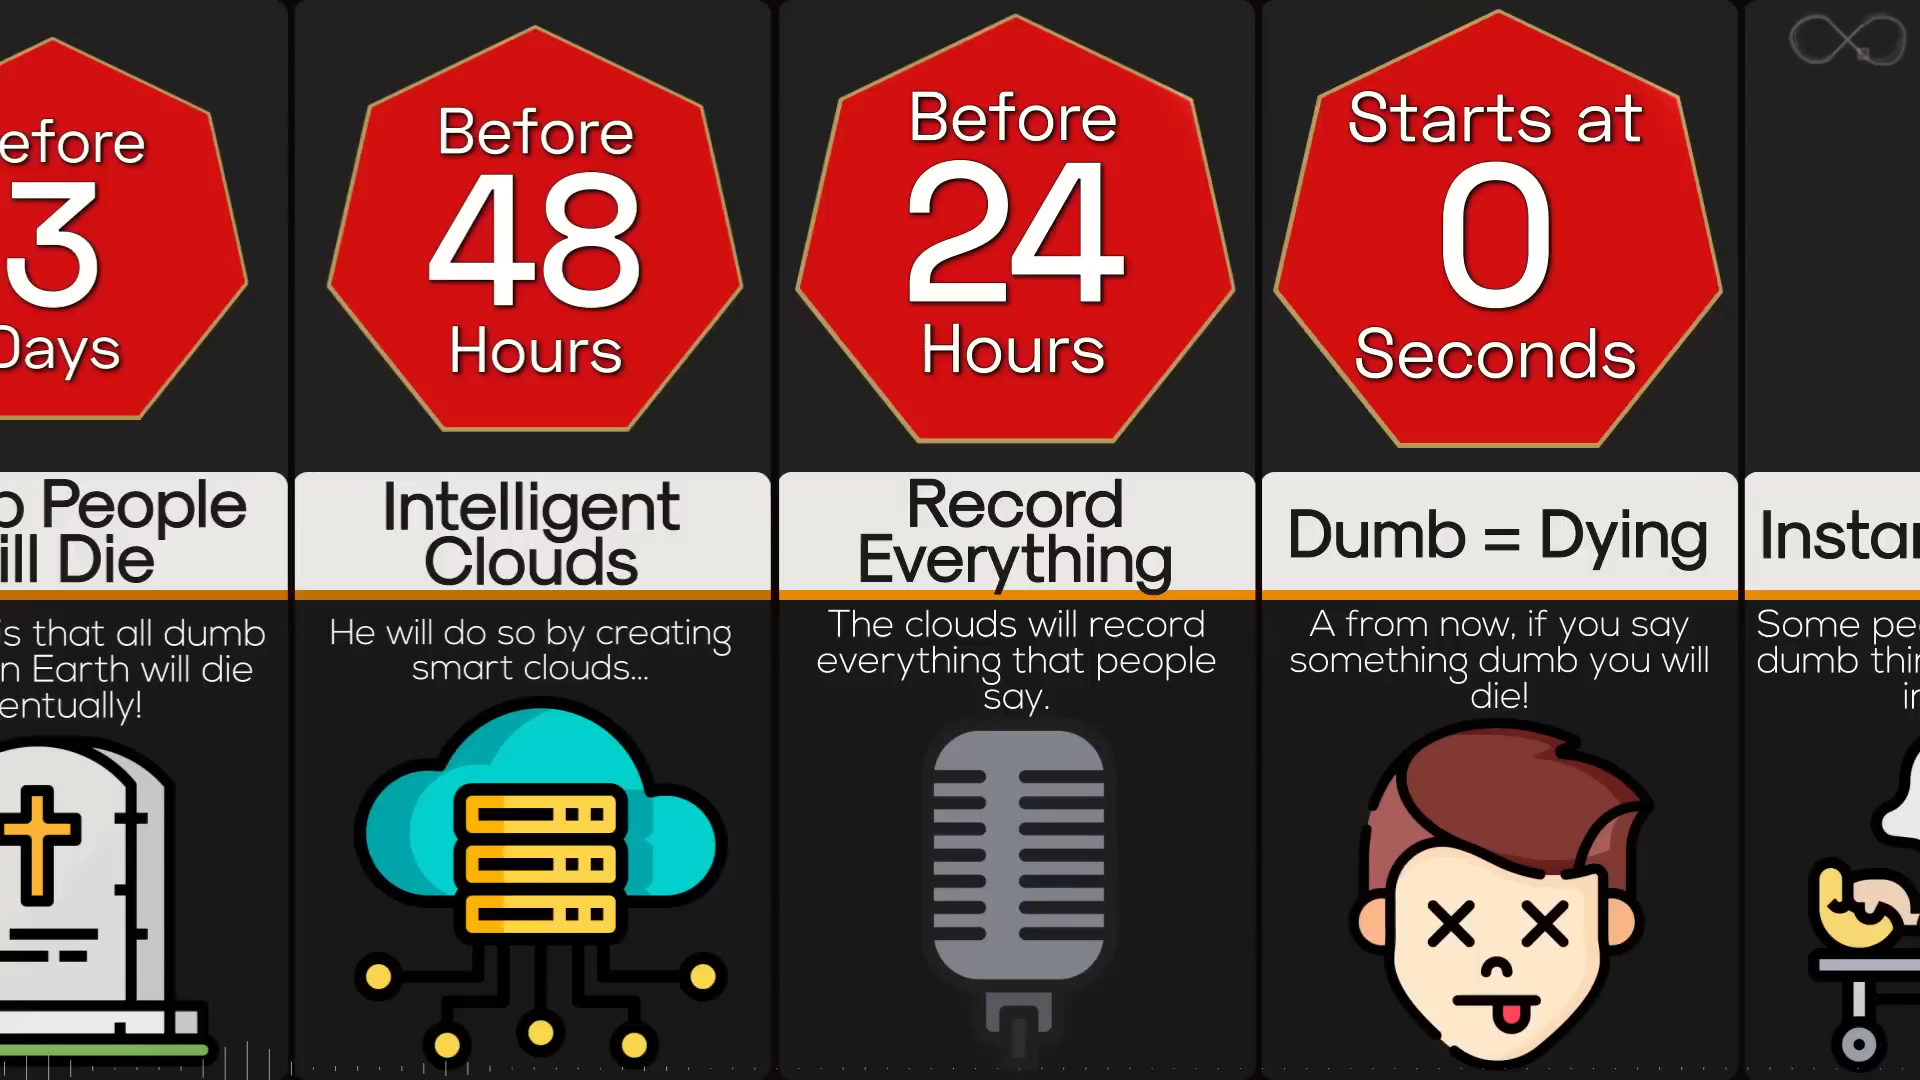 efore
3
Days
People
ill Die
is that all dumb
n Earth will die
entually!
Before
48
Hours
Intelligent
Clouds
He will do so by creating
smart clouds...
Before
24
Hours
Record
Everything
The clouds will record
everything that people
say.
Starts at
0
Seconds
Dumb = Dying
A from now, if you say
something dumb you will
die!
Insta
Some pe
dumb thi
i